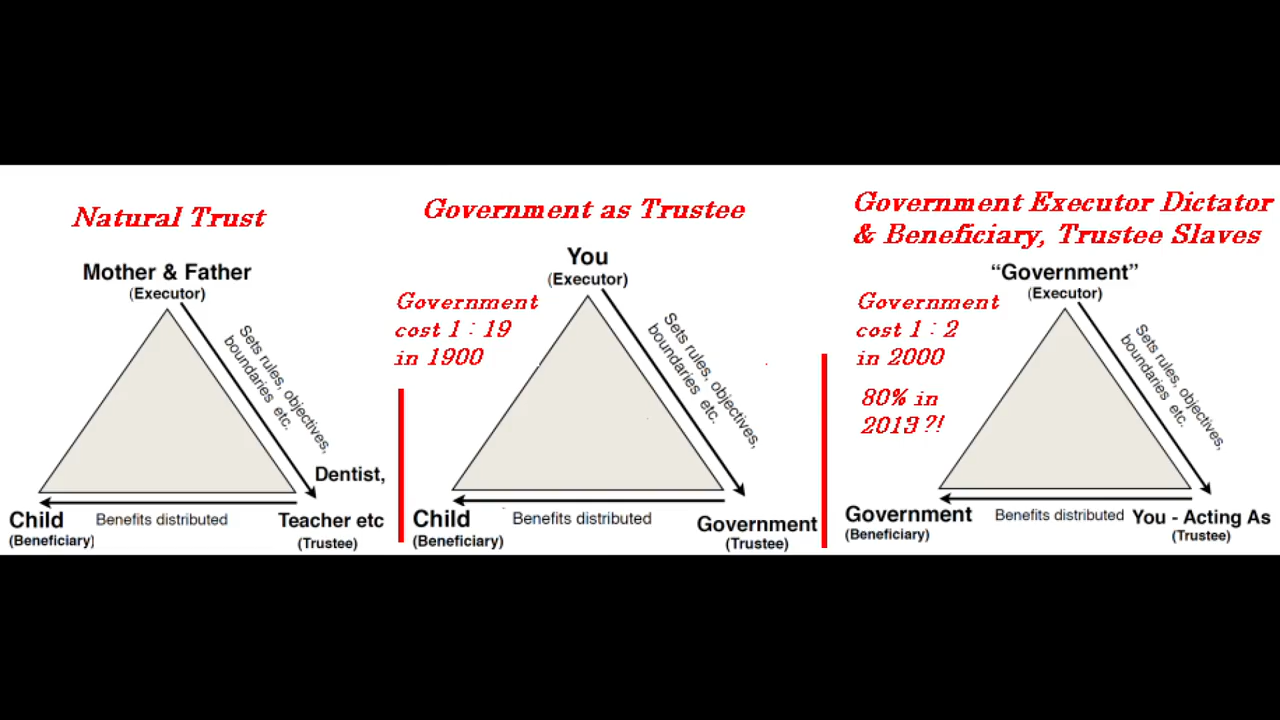 Natural Trust
Mother & Father
(Executor)
Sets rules, objectives,
boundaries etc.
Dentist,
Child
(Beneficiary)
Benefits distributed
Teacher etc
(Trustee)
Government as Trustee
You
(Executor)
Government
cost 1 : 19
in 1900
Sets rules, objectives,
boundaries etc.
Child
(Beneficiary)
Benefits distributed
Government
(Trustee)
Government Executor Dictator
& Beneficiary, Trustee Slaves
“Government”
(Executor)
Government
cost 1 : 2
in 2000
80% in
2013?!
Sets rules, objectives,
boundaries etc.
Government
(Beneficiary)
Benefits distributed
You - Acting As
(Trustee)